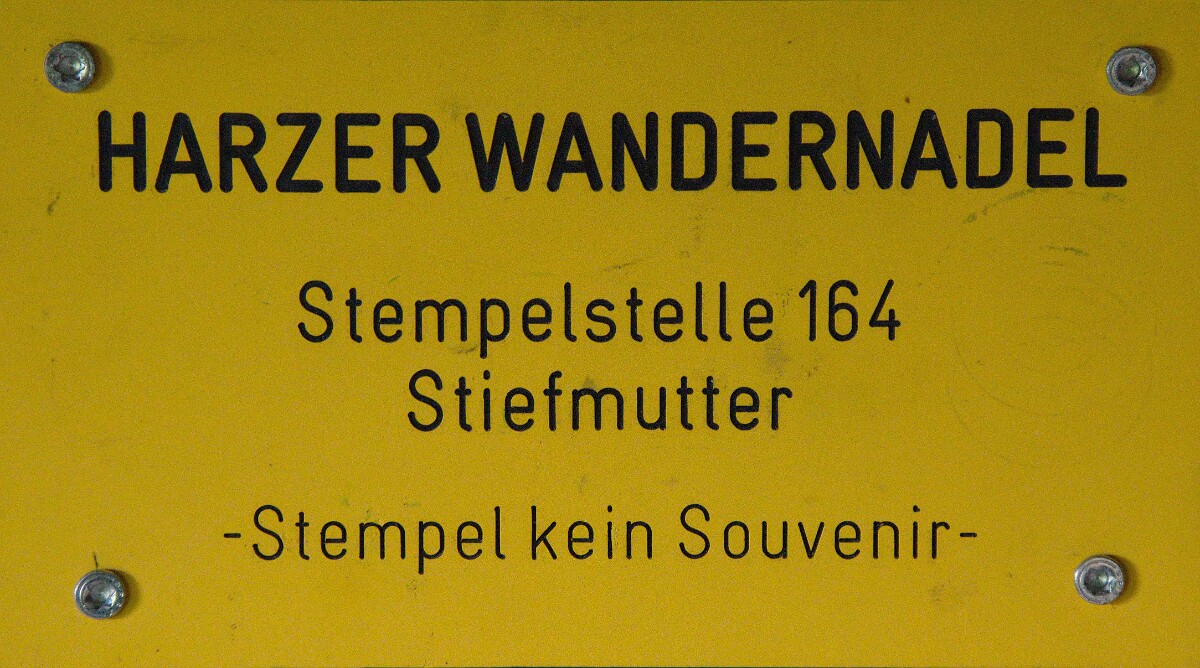 HARZER WANDERNADEL
Stempelstelle 164
Stiefmutter
-Stempel kein Souvenir-